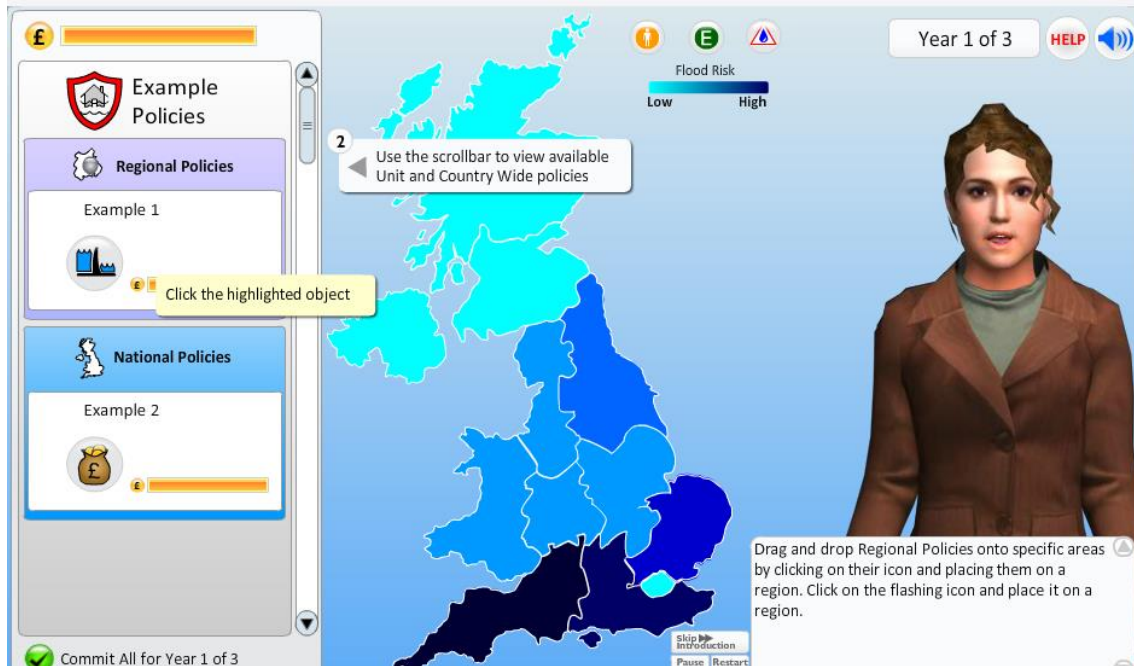 £
Example
Policies
Regional Policies
Example 1
£
Click the highlighted object
National Policies
Example 2
£
£
Commit All for Year 1 of 3
2
Use the scrollbar to view available
Unit and Country Wide policies
E
Flood Risk
Low High
Year 1 of 3
HELP
Drag and drop Regional Policies onto specific areas
by clicking on their icon and placing them on a
region. Click on the flashing icon and place it on a
region.
Skip
Introduction
Pause Restart